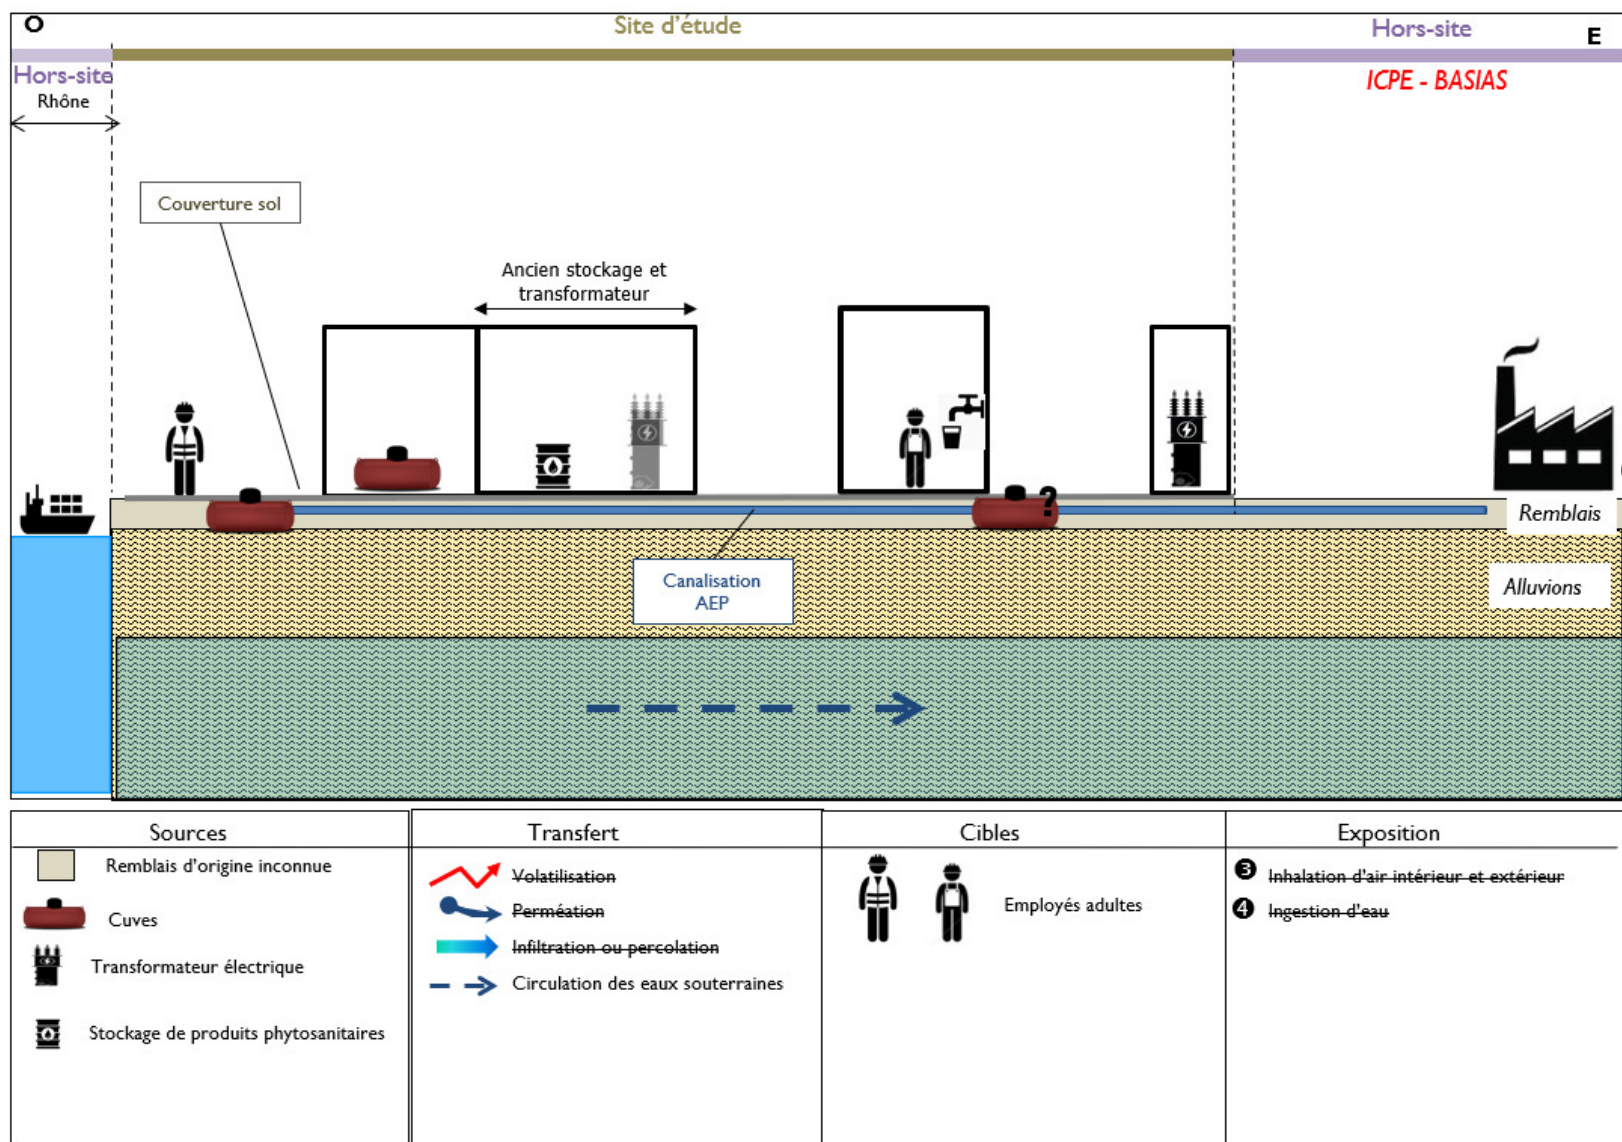 O
Site d'étude
Hors-site
E
Hors-site
ICPE - BASIAS
Rhône
Couverture sol
Ancien stockage et
transformateur
?
Remblais
Canalisation
AEP
Alluvions
Sources
Remblais d'origine inconnue
Cuves
Transformateur électrique
Stockage de produits phytosanitaires
Transfert
Volatilisation
Perméation
Infiltration ou percolation
Circulation des eaux souterraines
Cibles
Employés adultes
Exposition
❸ Inhalation d'air intérieur et extérieur
❹ Ingestion d'eau